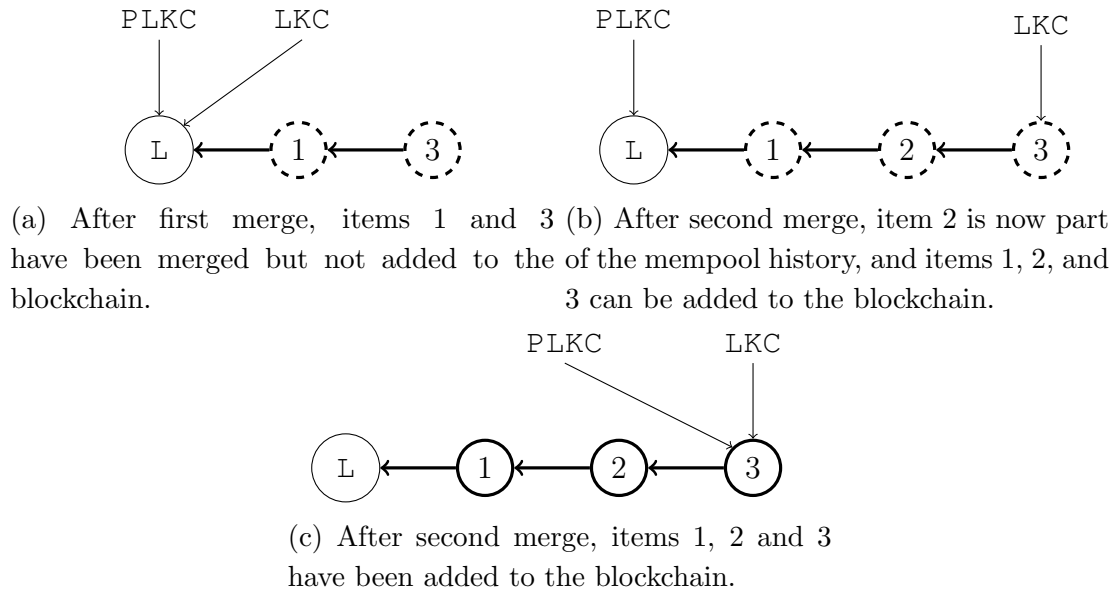 PLKC LKC
L 1 3
(a) After first merge, items 1 and 3
have been merged but not added to the
blockchain.
PLKC LKC
L 1 2 3
(b) After second merge, item 2 is now part
of the mempool history, and items 1, 2, and
3 can be added to the blockchain.
PLKC LKC
L 1 2 3
(c) After second merge, items 1, 2 and 3
have been added to the blockchain.